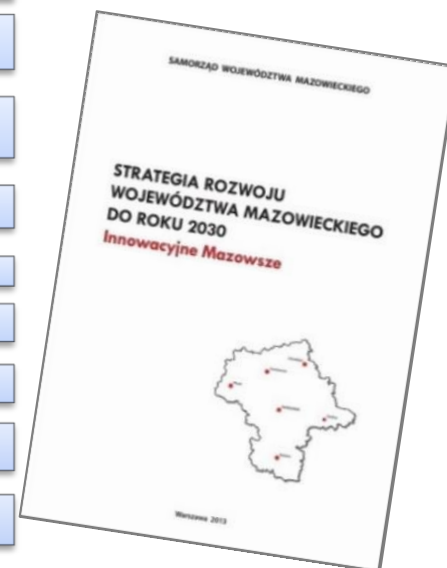 SAMORZĄD WOJEWÓDZTWA MAZOWIECKIEGO
STRATEGIA ROZWOJU
WOJEWÓDZTWA MAZOWIECKIEGO
DO ROKU 2030
Innowacyjne Mazowsze
Warszawa 2013